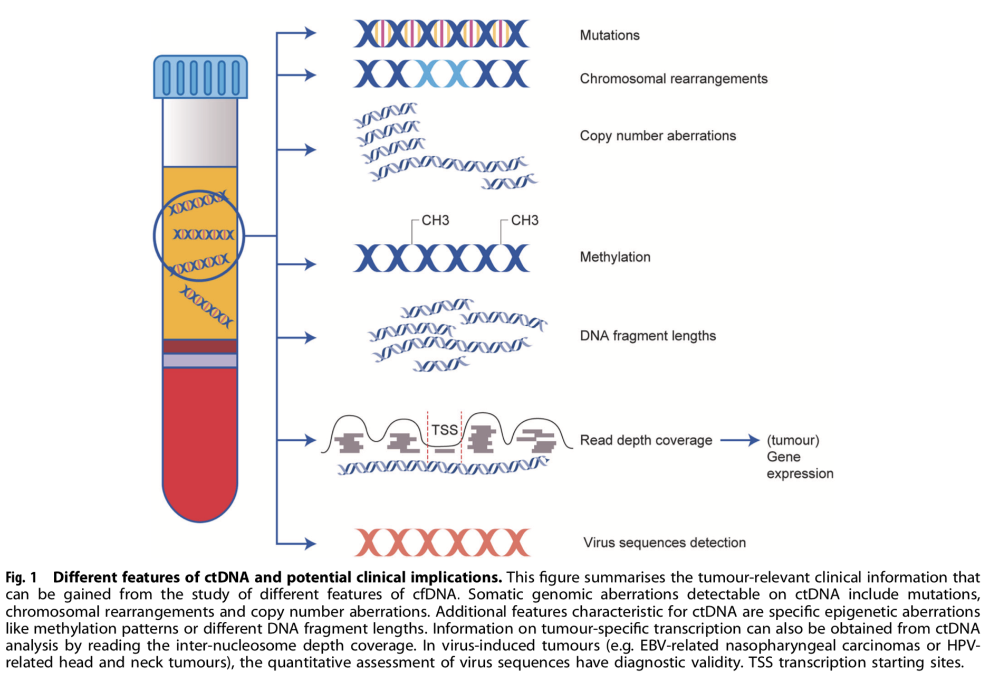 Mutations
Chromosomal rearrangements
Copy number aberrations
CH3
CH3
Methylation
DNA fragment lengths
TSS
Read depth coverage
(tumour)
Gene
expression
Virus sequences detection
Fig. 1 Different features of ctDNA and potential clinical implications. This figure summarises the tumour-relevant clinical information that
can be gained from the study of different features of cfDNA. Somatic genomic aberrations detectable on ctDNA include mutations,
chromosomal rearrangements and copy number aberrations. Additional features characteristic for ctDNA are specific epigenetic aberrations
like methylation patterns or different DNA fragment lengths. Information on tumour-specific transcription can also be obtained from ctDNA
analysis by reading the inter-nucleosome depth coverage. In virus-induced tumours (e.g. EBV-related nasopharyngeal carcinomas or HPV-
related head and neck tumours), the quantitative assessment of virus sequences have diagnostic validity. TSS transcription starting sites.